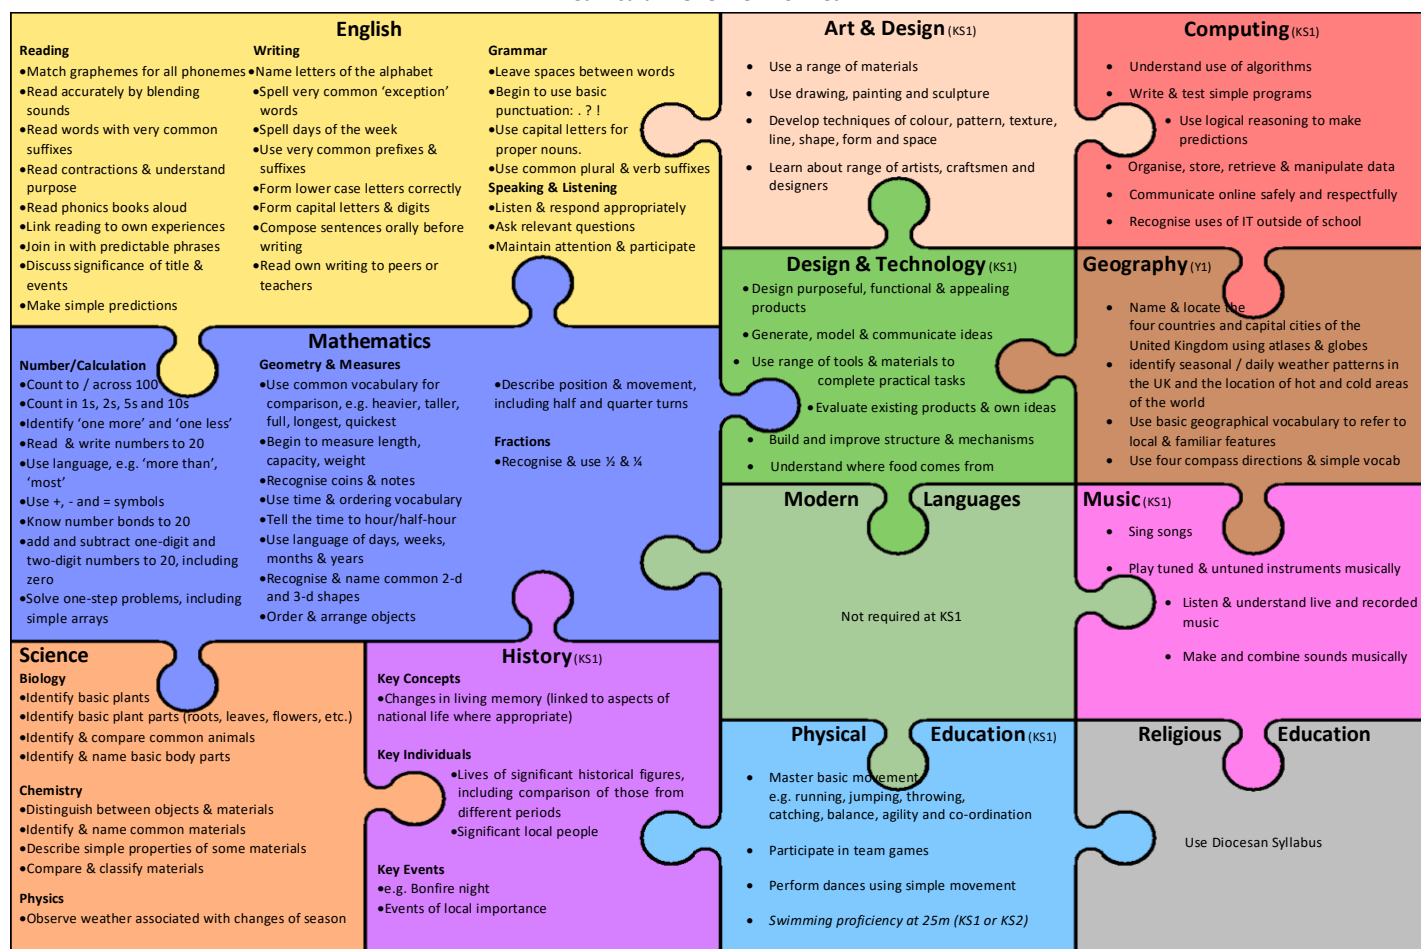 English
Reading
•Match graphemes for all phonemes
•Read accurately by blending
sounds
•Read words with very common
suffixes
•Read contractions & understand
purpose
•Read phonics books aloud
•Link reading to own experiences
•Join in with predictable phrases
•Discuss significance of title &
events
•Make simple predictions
Writing
•Name letters of the alphabet
•Spell very common ‘exception’
words
•Spell days of the week
•Use very common prefixes &
suffixes
•Form lower case letters correctly
•Form capital letters & digits
•Compose sentences orally before
writing
•Read own writing to peers or
teachers
Grammar
•Leave spaces between words
•Begin to use basic
punctuation: . ? !
•Use capital letters for
proper nouns.
•Use common plural & verb suffixes
Speaking & Listening
•Listen & respond appropriately
•Ask relevant questions
•Maintain attention & participate
Art & Design (KS1)
• Use a range of materials
• Use drawing, painting and sculpture
• Develop techniques of colour, pattern, texture,
line, shape, form and space
• Learn about range of artists, craftsmen and
designers
Computing (KS1)
• Understand use of algorithms
• Write & test simple programs
• Use logical reasoning to make
predictions
• Organise, store, retrieve & manipulate data
• Communicate online safely and respectfully
• Recognise uses of IT outside of school
Mathematics
Number/Calculation
•Count to / across 100
•Count in 1s, 2s, 5s and 10s
•Identify ‘one more’ and ‘one less’
•Read & write numbers to 20
•Use language, e.g. ‘more than’,
‘most’
•Use +, - and = symbols
•Know number bonds to 20
•add and subtract one-digit and
two-digit numbers to 20, including
zero
•Solve one-step problems, including
simple arrays
Geometry & Measures
•Use common vocabulary for
comparison, e.g. heavier, taller,
full, longest, quickest
•Begin to measure length,
capacity, weight
•Recognise coins & notes
•Use time & ordering vocabulary
•Tell the time to hour/half-hour
•Use language of days, weeks,
months & years
•Recognise & name common 2-d
and 3-d shapes
•Order & arrange objects
•Describe position & movement,
including half and quarter turns
Fractions
•Recognise & use ½ & ¼
Design & Technology (KS1)
• Design purposeful, functional & appealing
products
• Generate, model & communicate ideas
• Use range of tools & materials to
complete practical tasks
• Evaluate existing products & own ideas
• Build and improve structure & mechanisms
• Understand where food comes from
Geography (Y1)
• Name & locate the
four countries and capital cities of the
United Kingdom using atlases & globes
• identify seasonal / daily weather patterns in
the UK and the location of hot and cold areas
of the world
• Use basic geographical vocabulary to refer to
local & familiar features
• Use four compass directions & simple vocab
Modern Languages
Not required at KS1
Music (KS1)
• Sing songs
• Play tuned & untuned instruments musically
• Listen & understand live and recorded
music
• Make and combine sounds musically
Science
Biology
•Identify basic plants
•Identify basic plant parts (roots, leaves, flowers, etc.)
•Identify & compare common animals
•Identify & name basic body parts
Chemistry
•Distinguish between objects & materials
•Identify & name common materials
•Describe simple properties of some materials
•Compare & classify materials
Physics
•Observe weather associated with changes of season
History (KS1)
Key Concepts
•Changes in living memory (linked to aspects of
national life where appropriate)
Key Individuals
•Lives of significant historical figures,
including comparison of those from
different periods
•Significant local people
Key Events
•e.g. Bonfire night
•Events of local importance
Physical Education (KS1)
• Master basic movement,
e.g. running, jumping, throwing,
catching, balance, agility and co-ordination
• Participate in team games
• Perform dances using simple movement
• Swimming proficiency at 25m (KS1 or KS2)
Religious Education
Use Diocesan Syllabus